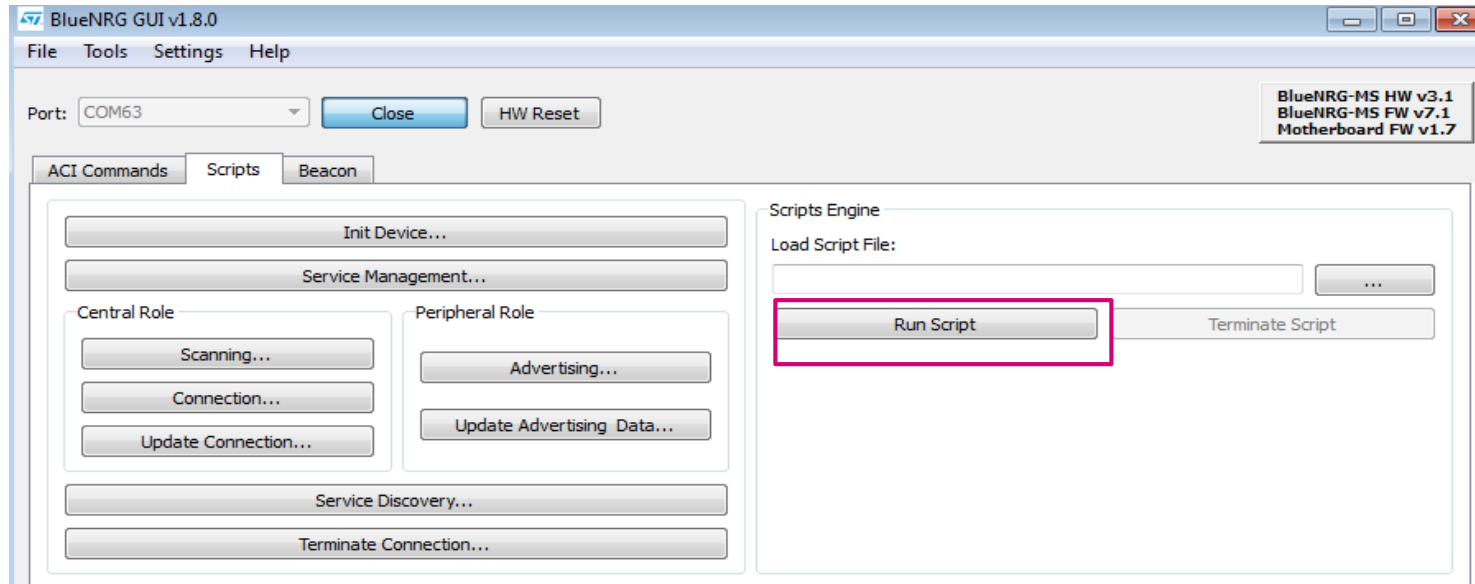 BlueNRG GUI v1.8.0
File Tools Settings Help
Port: COM63 Close HW Reset
BlueNRG-MS HW v3.1
BlueNRG-MS FW v7.1
Motherboard FW v1.7
ACI Commands Scripts Beacon
Init Device...
Service Management...
Central Role
Scanning...
Connection...
Update Connection...
Peripheral Role
Advertising...
Update Advertising Data...
Service Discovery...
Terminate Connection...
Scripts Engine
Load Script File:
...
Run Script Terminate Script